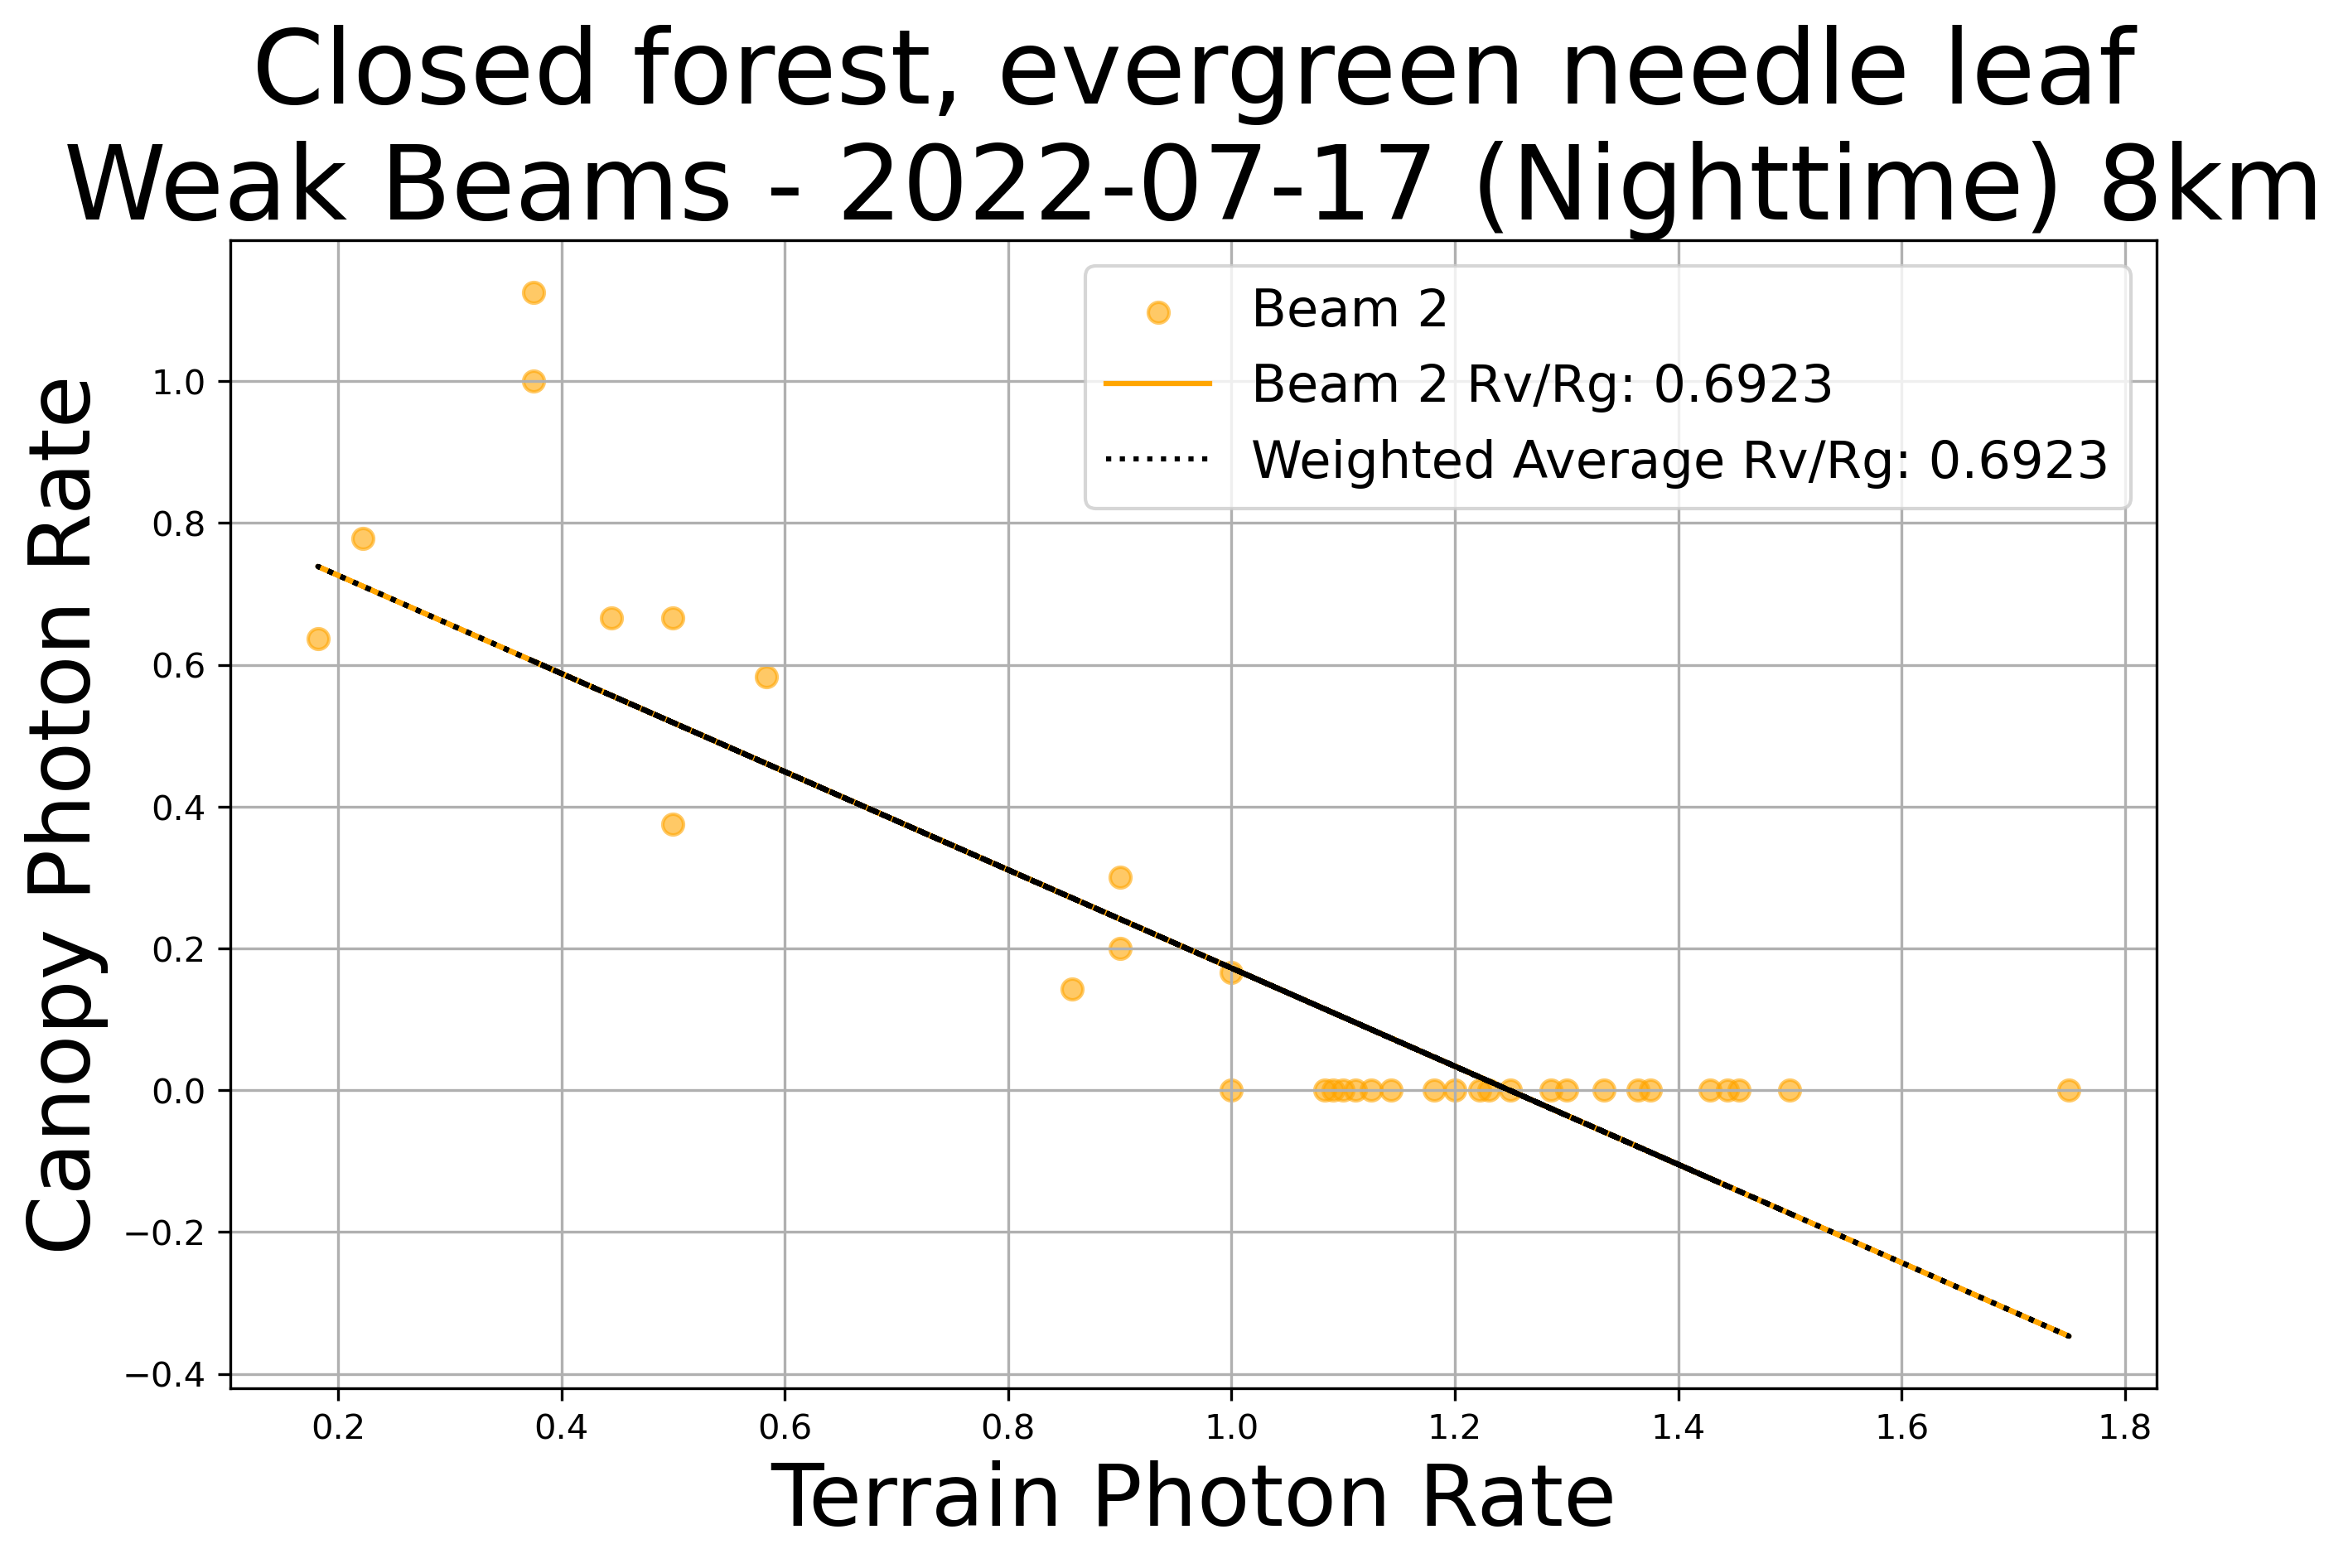 Closed forest, evergreen needle leaf
Weak Beams - 2022-07-17 (Nighttime) 8km
Beam 2
Beam 2 Rv/Rg: 0.6923
Weighted Average Rv/Rg: 0.6923
Canopy Photon Rate
1.0
0.8
0.6
0.4
0.2
0.0
−0.2
−0.4
0.2 0.4 0.6 0.8 1.0 1.2 1.4 1.6 1.8
Terrain Photon Rate